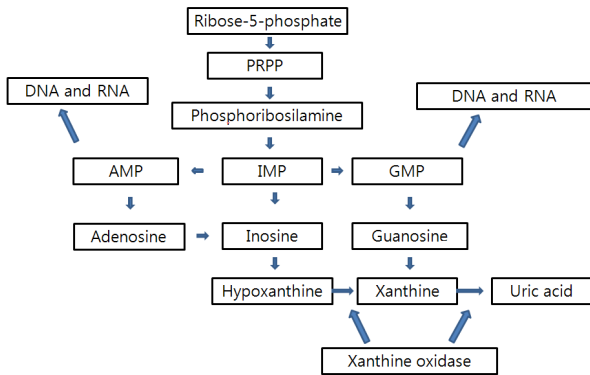 Ribose-5-phosphate
PRPP
DNA and RNA
DNA and RNA
Phosphoribosilamine
AMP
IMP
GMP
Adenosine
Inosine
Guanosine
Hypoxanthine
Xanthine
Uric acid
Xanthine oxidase